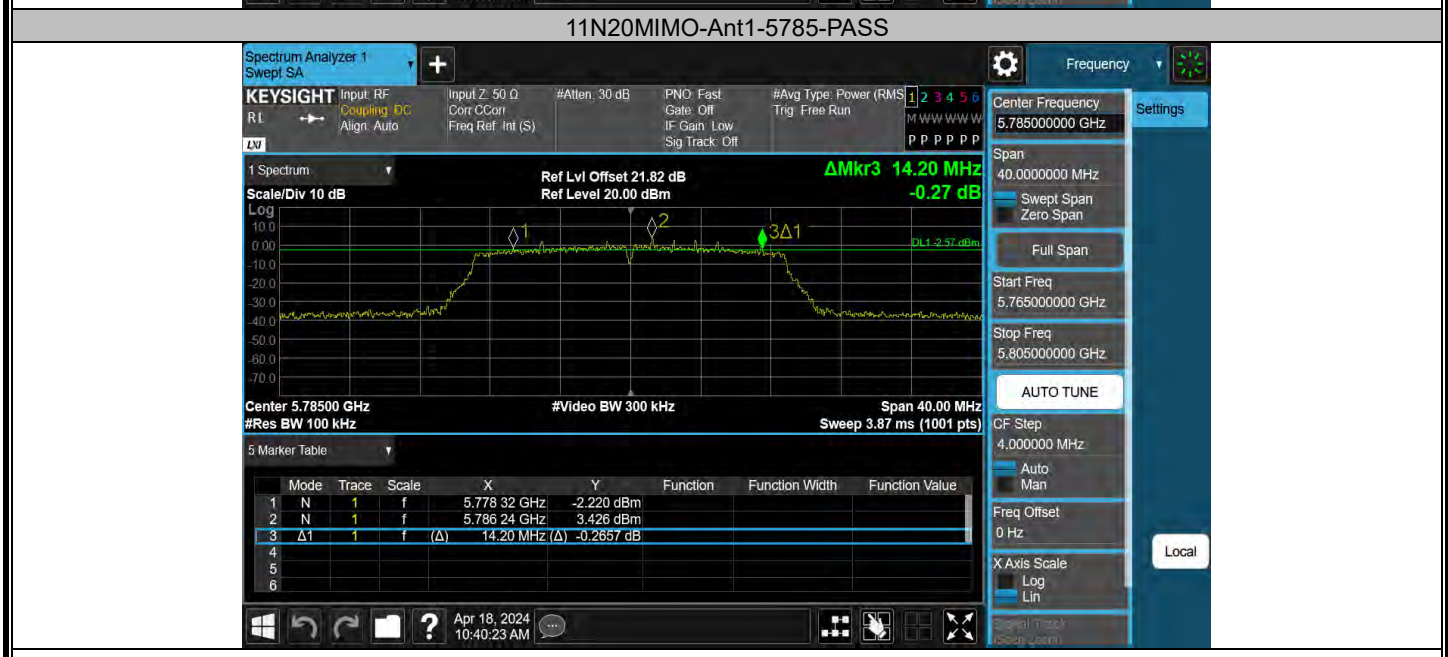 11N20MIMO-Ant1-5785-PASS
Spectrum Analyzer 1
Swept SA
Frequency
KEYSIGHT
RL
LXI
Input: RF
Coupling: DC
Align: Auto
Input Z: 50 Ω
Corr CCorr
Freq Ref: Int (S)
#Atten: 30 dB
PNO: Fast
Gate: Off
IF Gain: Low
Sig Track: Off
#Avg Type: Power (RMS
Trig: Free Run
1 2 3 4 5 6
M W W W W W
P P P P P P
1 Spectrum
Scale/Div 10 dB
Ref Lvl Offset 21.82 dB
Ref Level 20.00 dBm
ΔMkr3 14.20 MHz
-0.27 dB
Log
10.0
0.00
-10.0
-20.0
-30.0
-40.0
-50.0
-60.0
-70.0
1
2
3Δ1
DL1 -2.57 dBm
Center 5.78500 GHz
#Video BW 300 kHz
Span 40.00 MHz
#Res BW 100 kHz
Sweep 3.87 ms (1001 pts)
5 Marker Table
Mode Trace Scale X Y Function Function Width Function Value
1 N 1 f 5.778 32 GHz -2.220 dBm
2 N 1 f 5.786 24 GHz 3.426 dBm
3 Δ1 1 f (Δ) 14.20 MHz (Δ) -0.2657 dB
4
5
6
?
Apr 18, 2024
10:40:23 AM
Center Frequency
5.785000000 GHz
Settings
Span
40.0000000 MHz
Swept Span
Zero Span
Full Span
Start Freq
5.765000000 GHz
Stop Freq
5.805000000 GHz
AUTO TUNE
CF Step
4.000000 MHz
Auto
Man
Freq Offset
0 Hz
X Axis Scale
Log
Lin
Local
Signal Track
(Span Zoom)